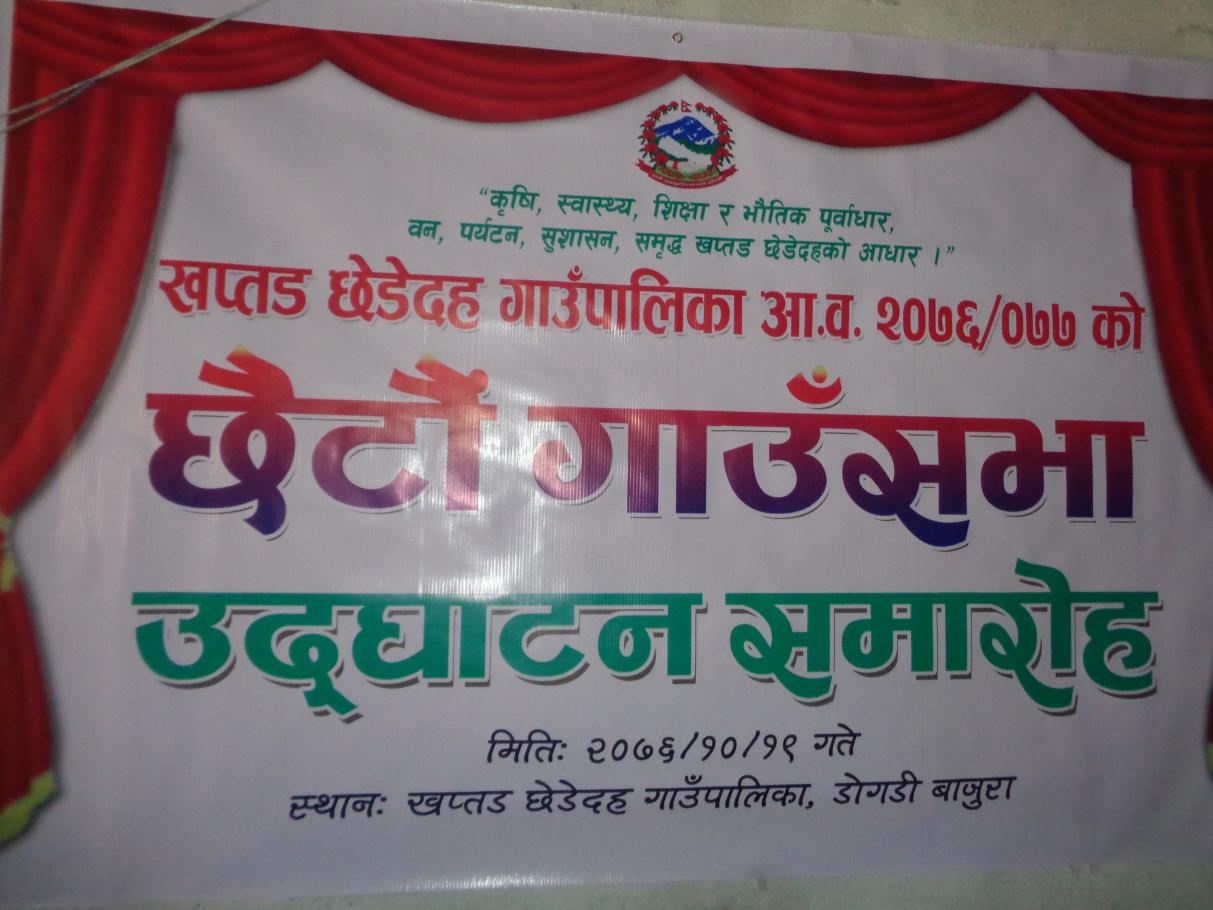 “कृषि, स्वास्थ्य, शिक्षा र भौतिक पूर्वाधार,
वन, पर्यटन, सुशासन, समृद्ध खप्तड छेडेदहको आधार ।”
खप्तड छेडेदह गाउँपालिका आ.व. २०७६/०७७ को
छैटौं गाउँसभा
उद्‌घाटन समारोह
मितिः २०७६/१०/१९ गते
स्थानः खप्तड छेडेदह गाउँपालिका, डोगडी बाजुरा